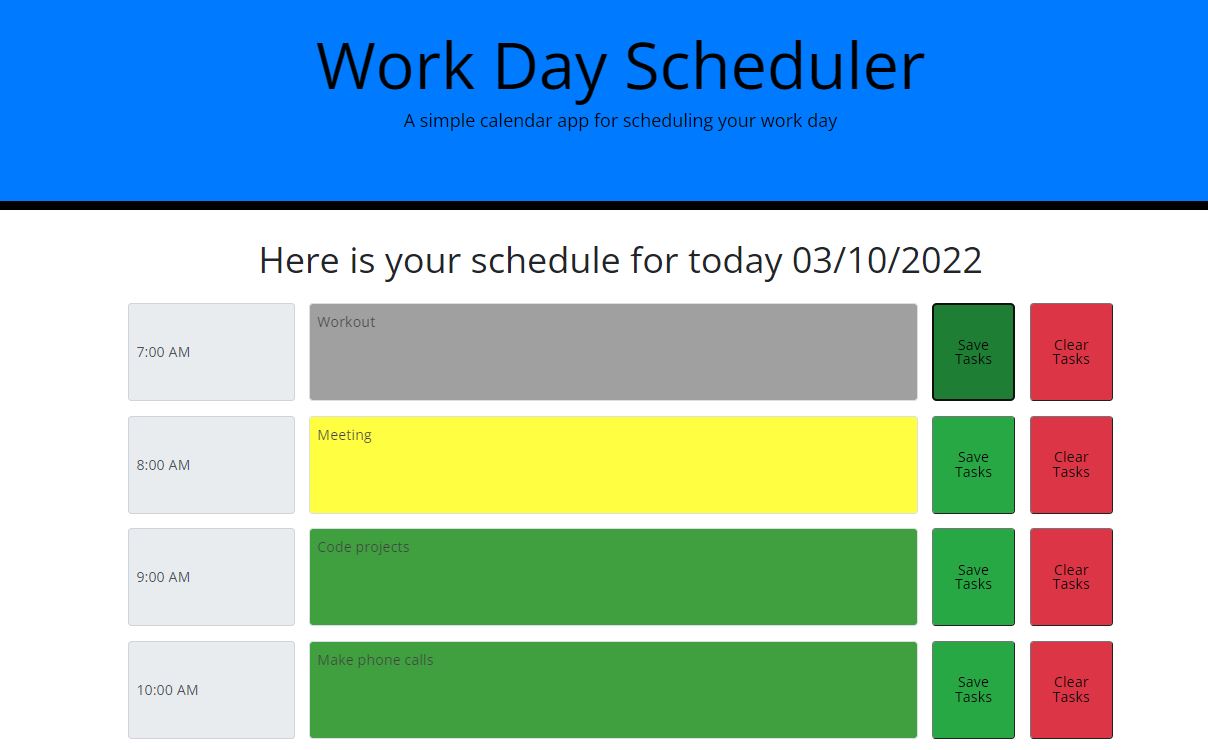 Work Day Scheduler
A simple calendar app for scheduling your work day
Here is your schedule for today 03/10/2022
7:00 AM
Workout
Save
Tasks
Clear
Tasks
8:00 AM
Meeting
Save
Tasks
Clear
Tasks
9:00 AM
Code projects
Save
Tasks
Clear
Tasks
10:00 AM
Make phone calls
Save
Tasks
Clear
Tasks